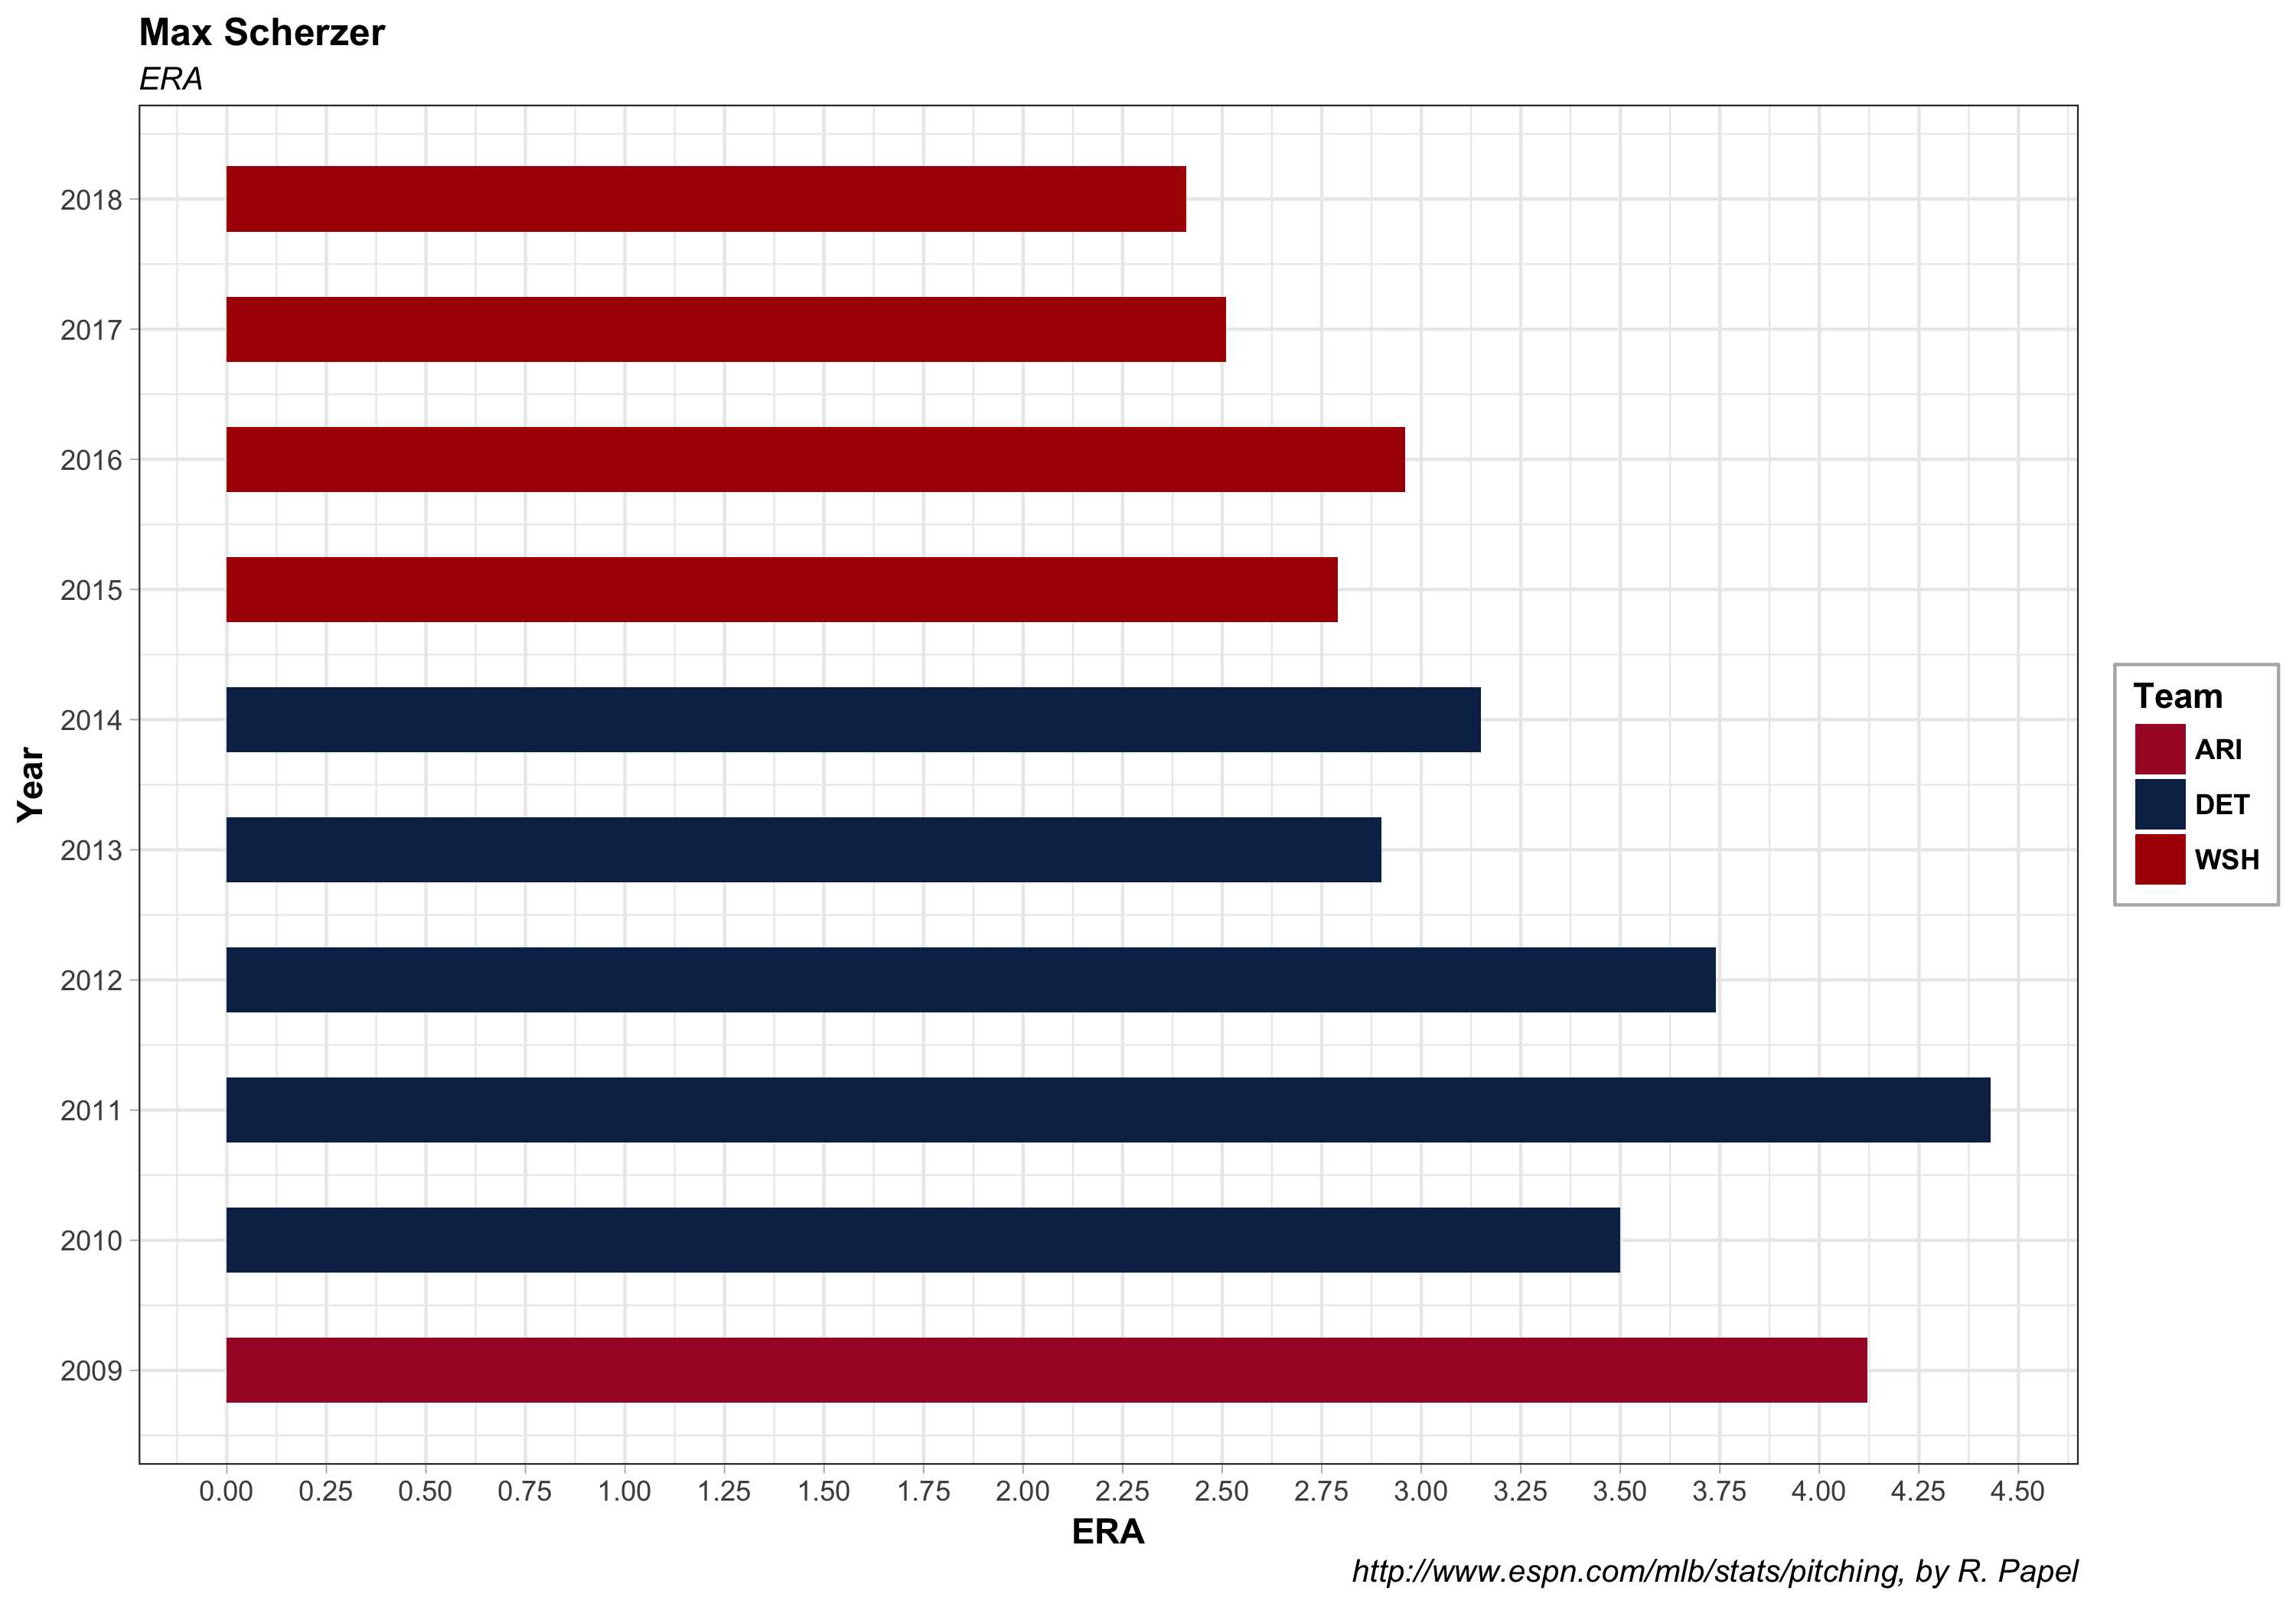 Max Scherzer
ERA
2018
2017
2016
2015
2014
2013
2012
2011
2010
2009
Year
0.00 0.25 0.50 0.75 1.00 1.25 1.50 1.75 2.00 2.25 2.50 2.75 3.00 3.25 3.50 3.75 4.00 4.25 4.50
ERA
Team
ARI
DET
WSH
http://www.espn.com/mlb/stats/pitching, by R. Papel